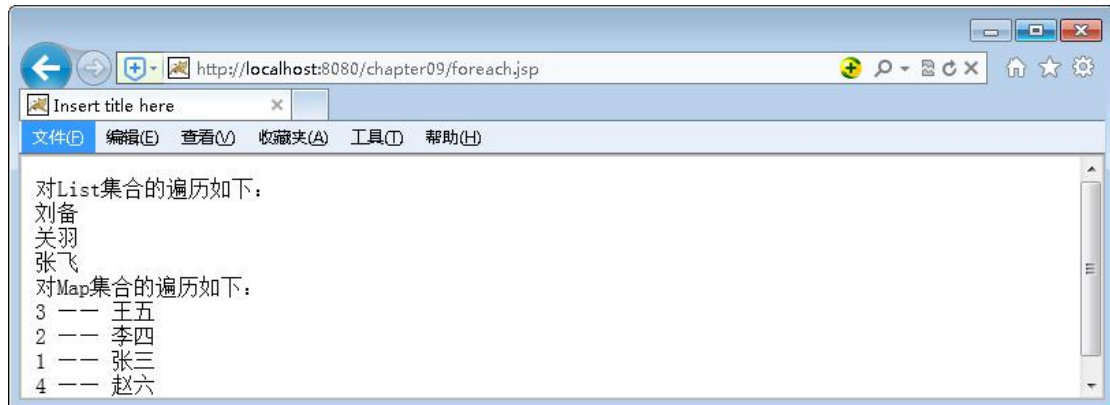 http://localhost:8080/chapter09/foreach.jsp
Insert title here
文件(F) 编辑(E) 查看(V) 收藏夹(A) 工具(T) 帮助(H)
对List集合的遍历如下：
刘备
关羽
张飞
对Map集合的遍历如下：
3 —— 王五
2 —— 李四
1 —— 张三
4 —— 赵六